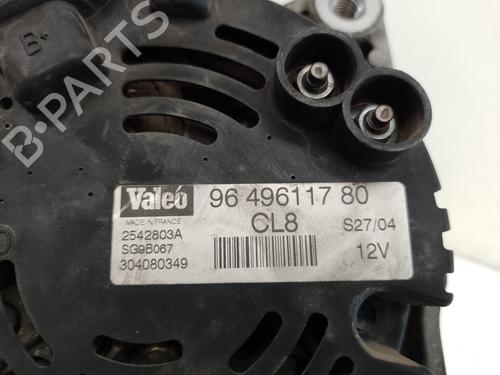 B+
B-PARTS
Valeo 96 496117 80
MADE IN FRANCE
CL8 S27/04
2542803A
SG9B067
304080349
12V